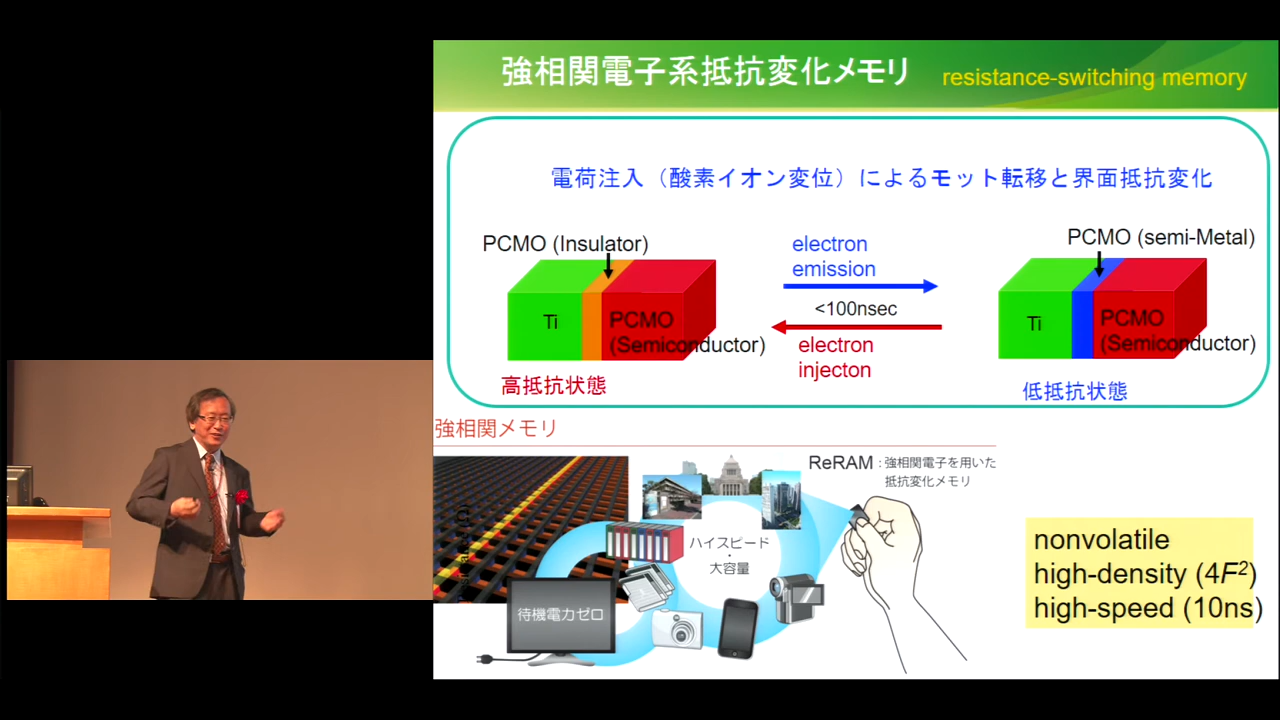 強相関電子系抵抗変化メモリ resistance-switching memory
電荷注入（酸素イオン変位）によるモット転移と界面抵抗変化
PCMO (Insulator)
Ti
PCMO
(Semiconductor)
高抵抗状態
electron
emission
<100nsec
electron
injecton
PCMO (semi-Metal)
Ti
PCMO
(Semiconductor)
低抵抗状態
強相関メモリ
ReRAM：強相関電子を用いた
抵抗変化メモリ
ハイスピード
・
大容量
待機電力ゼロ
nonvolatile
high-density (4F²)
high-speed (10ns)